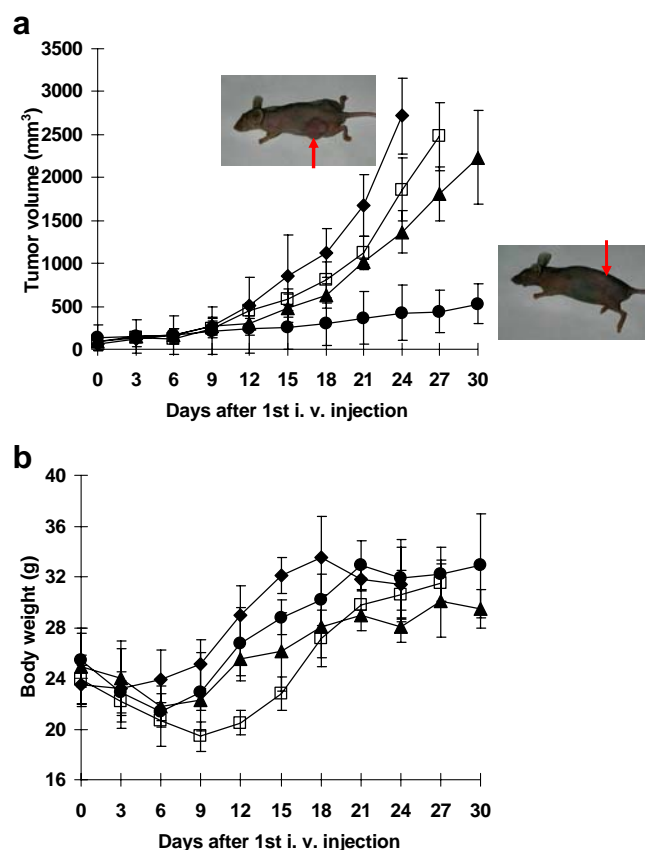 a
Tumor volume (mm³)
3500
3000
2500
2000
1500
1000
500
0
0 3 6 9 12 15 18 21 24 27 30
Days after 1st i. v. injection
b
Body weight (g)
40
36
32
28
24
20
16
0 3 6 9 12 15 18 21 24 27 30
Days after 1st i. v. injection